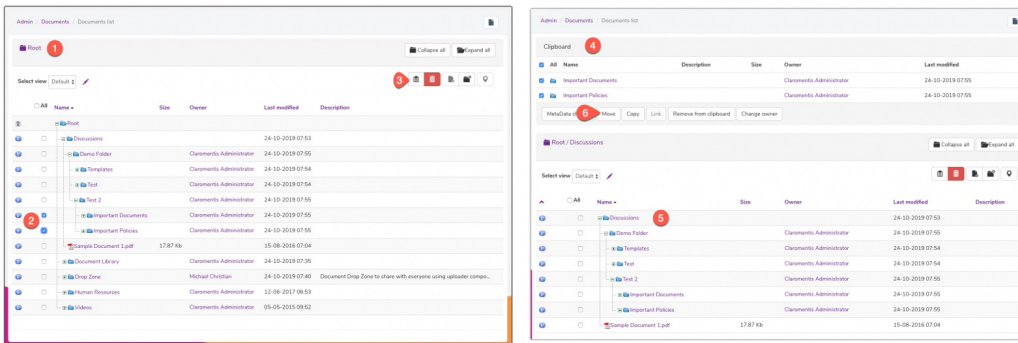 Admin / Documents / Documents list
Root 1
Collapse all Expand all
Select view Default 3
All Name Size Owner Last modified Description
Root
Discussions 24-10-2019 07:53
Demo Folder Claromentis Administrator 24-10-2019 07:55
Templates Claromentis Administrator 24-10-2019 07:54
Test Claromentis Administrator 24-10-2019 07:54
Test 2 Claromentis Administrator 24-10-2019 07:55
2 Important Documents Claromentis Administrator 24-10-2019 07:55
Important Policies Claromentis Administrator 24-10-2019 07:55
Sample Document 1.pdf 17.87 Kb 15-08-2016 07:04
Document Library Claromentis Administrator 24-10-2019 07:35
Drop Zone Michael Christian 24-10-2019 07:40 Document Drop Zone to share with everyone using uploader compo...
Human Resources Claromentis Administrator 12-06-2017 06:53
Videos Claromentis Administrator 05-05-2015 09:52
Admin / Documents / Documents list
Clipboard 4
All Name Description Size Owner Last modified
Important Documents Claromentis Administrator 24-10-2019 07:55
Important Policies Claromentis Administrator 24-10-2019 07:55
MetaData 6 Move Copy Link Remove from clipboard Change owner
Root / Discussions
Collapse all Expand all
Select view Default
All Name Size Owner Last modified Description
Discussions 5 24-10-2019 07:53
Demo Folder Claromentis Administrator 24-10-2019 07:55
Templates Claromentis Administrator 24-10-2019 07:54
Test Claromentis Administrator 24-10-2019 07:54
Test 2 Claromentis Administrator 24-10-2019 07:55
Important Documents Claromentis Administrator 24-10-2019 07:55
Important Policies Claromentis Administrator 24-10-2019 07:55
Sample Document 1.pdf 17.87 Kb 15-08-2016 07:04